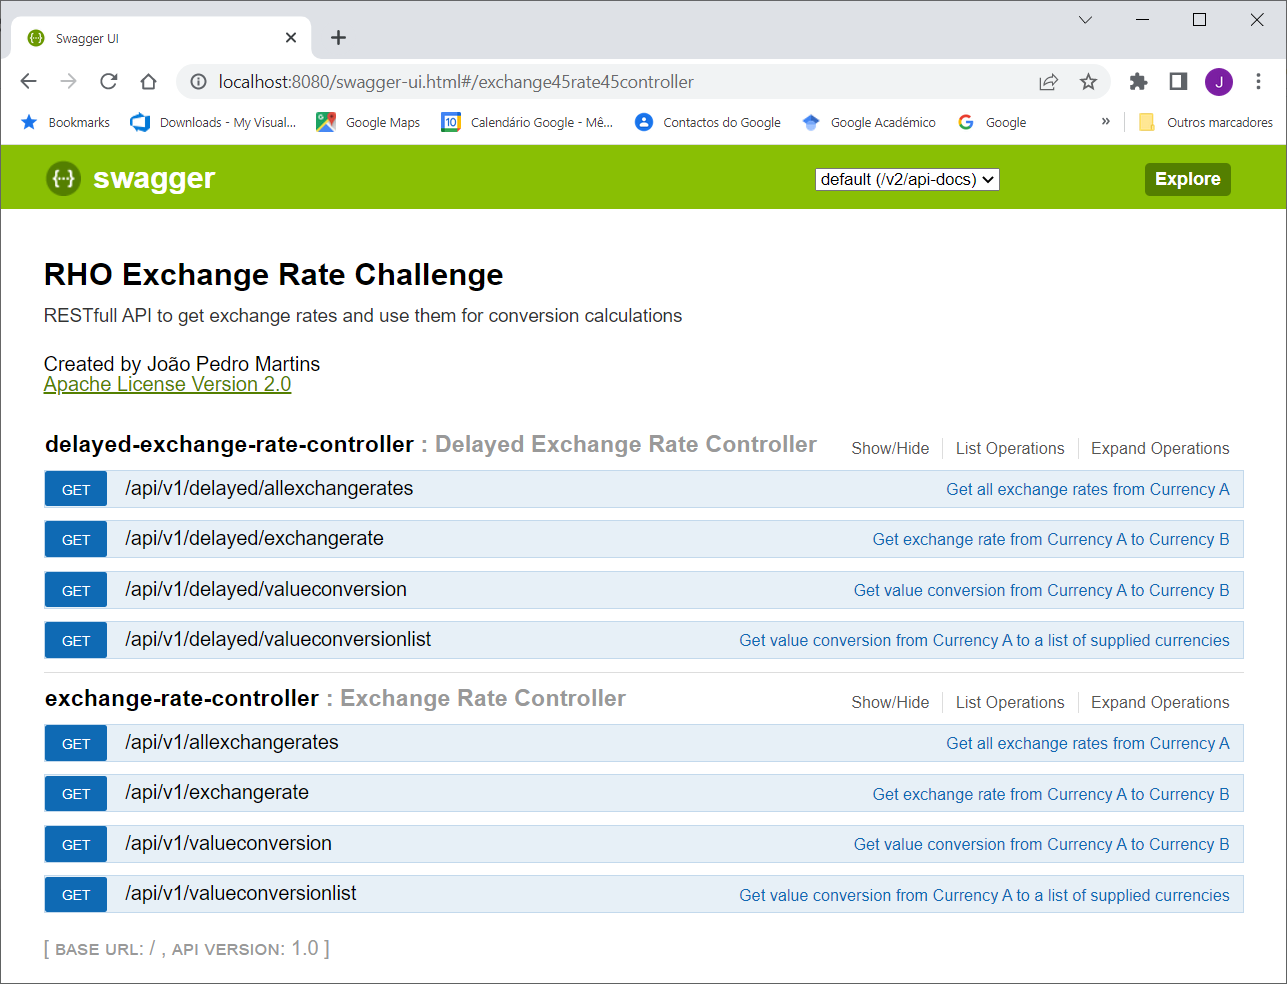 Swagger UI
localhost:8080/swagger-ui.html#/exchange45rate45controller
J
Bookmarks
Downloads - My Visual...
Google Maps
10
Calendário Google - Mê...
Contactos do Google
Google Académico
Google
»
Outros marcadores
{···} swagger
default (/v2/api-docs)
Explore
RHO Exchange Rate Challenge
RESTfull API to get exchange rates and use them for conversion calculations
Created by João Pedro Martins
Apache License Version 2.0
delayed-exchange-rate-controller : Delayed Exchange Rate Controller
Show/Hide
List Operations
Expand Operations
GET /api/v1/delayed/allexchangerates Get all exchange rates from Currency A
GET /api/v1/delayed/exchangerate Get exchange rate from Currency A to Currency B
GET /api/v1/delayed/valueconversion Get value conversion from Currency A to Currency B
GET /api/v1/delayed/valueconversionlist Get value conversion from Currency A to a list of supplied currencies
exchange-rate-controller : Exchange Rate Controller
Show/Hide
List Operations
Expand Operations
GET /api/v1/allexchangerates Get all exchange rates from Currency A
GET /api/v1/exchangerate Get exchange rate from Currency A to Currency B
GET /api/v1/valueconversion Get value conversion from Currency A to Currency B
GET /api/v1/valueconversionlist Get value conversion from Currency A to a list of supplied currencies
[ BASE URL: / , API VERSION: 1.0 ]